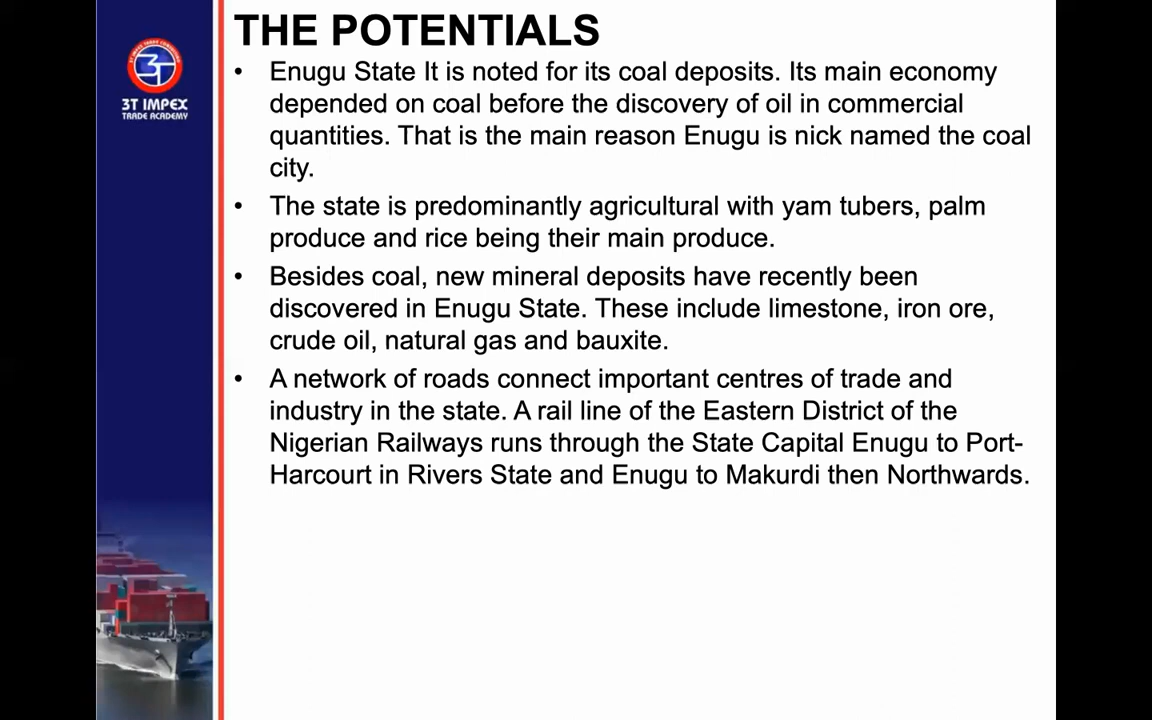 THE POTENTIALS
• Enugu State It is noted for its coal deposits. Its main economy
depended on coal before the discovery of oil in commercial
quantities. That is the main reason Enugu is nick named the coal
city.
• The state is predominantly agricultural with yam tubers, palm
produce and rice being their main produce.
• Besides coal, new mineral deposits have recently been
discovered in Enugu State. These include limestone, iron ore,
crude oil, natural gas and bauxite.
• A network of roads connect important centres of trade and
industry in the state. A rail line of the Eastern District of the
Nigerian Railways runs through the State Capital Enugu to Port-
Harcourt in Rivers State and Enugu to Makurdi then Northwards.
3T
3T IMPEX
TRADE ACADEMY